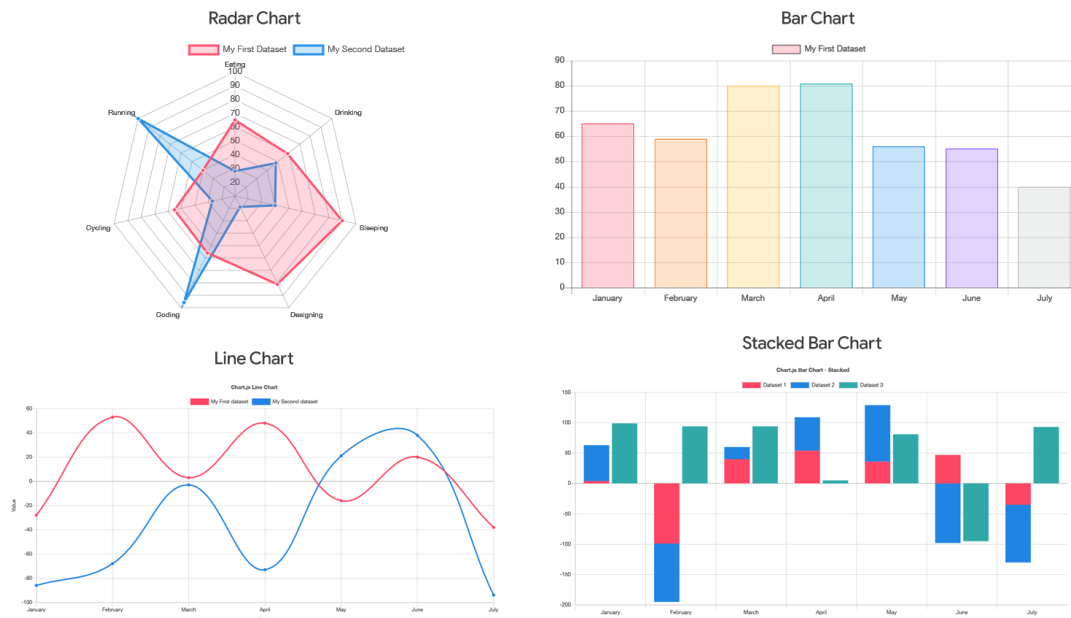 Radar Chart
My First Dataset My Second Dataset
Eating
100
90
80
70
60
50
40
30
20
Drinking
Sleeping
Designing
Coding
Cycling
Running
Bar Chart
My First Dataset
90
80
70
60
50
40
30
20
10
0
January February March April May June July
Line Chart
Chart.js Line Chart
My First dataset My Second dataset
Value
60
40
20
0
-20
-40
-60
-80
-100
January February March April May June July
Stacked Bar Chart
Chart.js Bar Chart - Stacked
Dataset 1 Dataset 2 Dataset 3
150
100
50
0
-50
-100
-150
-200
January February March April May June July